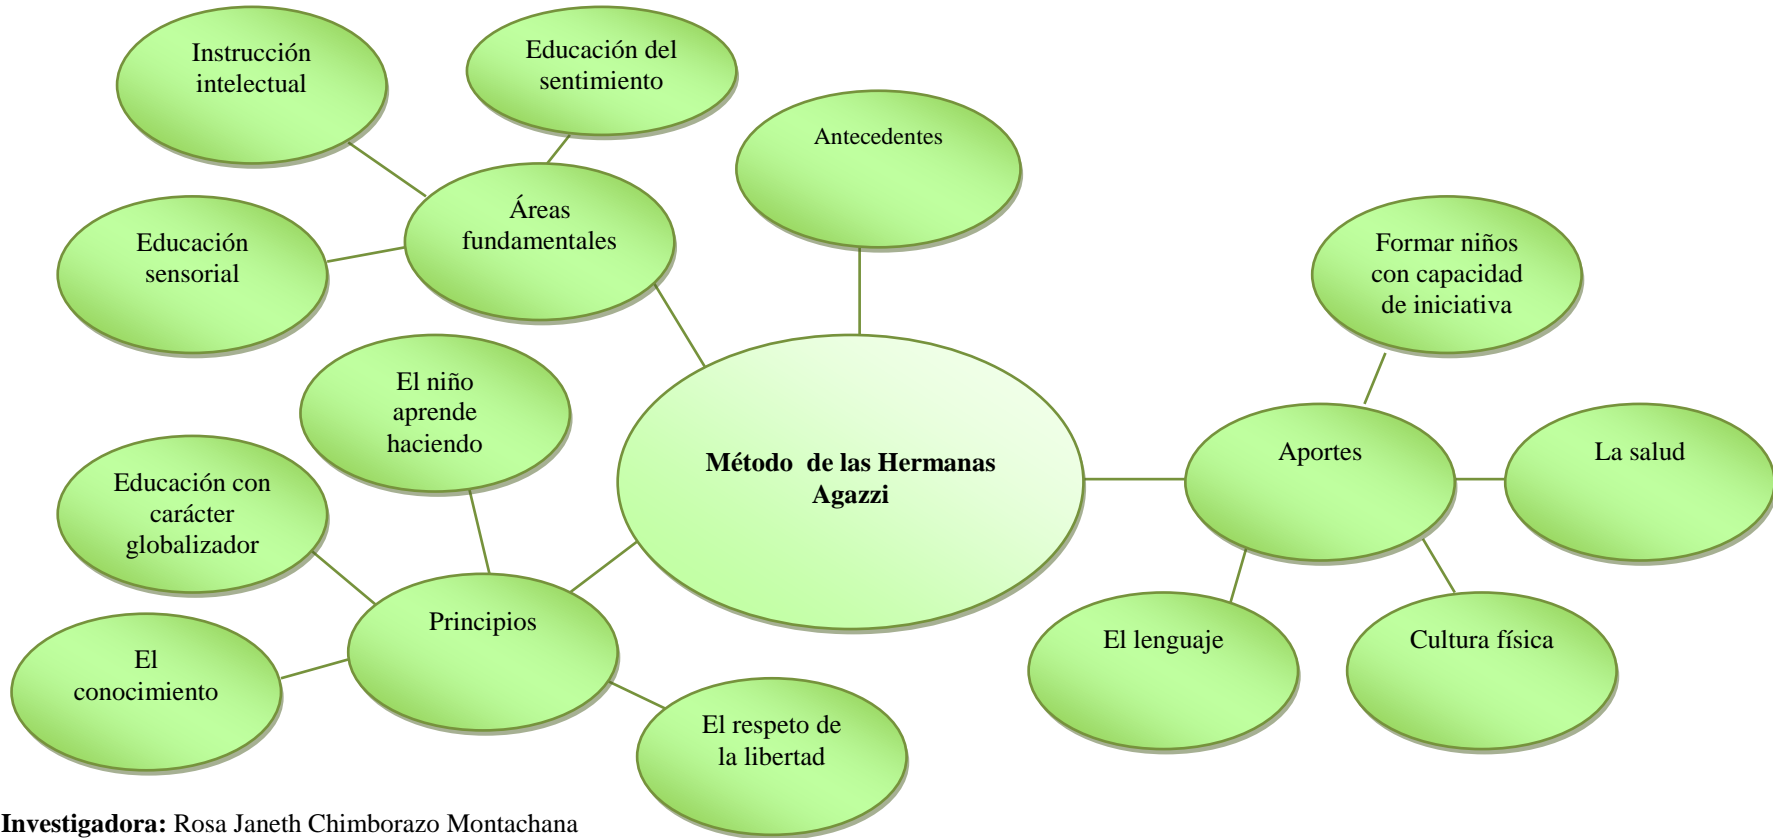 Instrucción
intelectual
Educación del
sentimiento
Antecedentes
Áreas
fundamentales
Educación
sensorial
Formar niños
con capacidad
de iniciativa
El niño
aprende
haciendo
Método  de las Hermanas
Agazzi
Aportes
La salud
Educación con
carácter
globalizador
Principios
El lenguaje
Cultura física
El
conocimiento
El respeto de
la libertad
Investigadora: Rosa Janeth Chimborazo Montachana